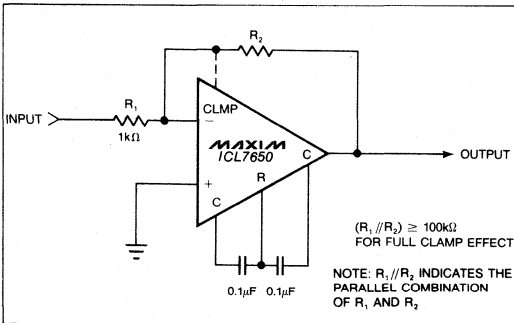 R2
R1
CLMP
INPUT
−
1kΩ
MAXIM
ICL7650
C
OUTPUT
R
+
C
(R1//R2) ≥ 100kΩ
FOR FULL CLAMP EFFECT
0.1µF 0.1µF
NOTE: R1//R2 INDICATES THE
PARALLEL COMBINATION
OF R1 AND R2